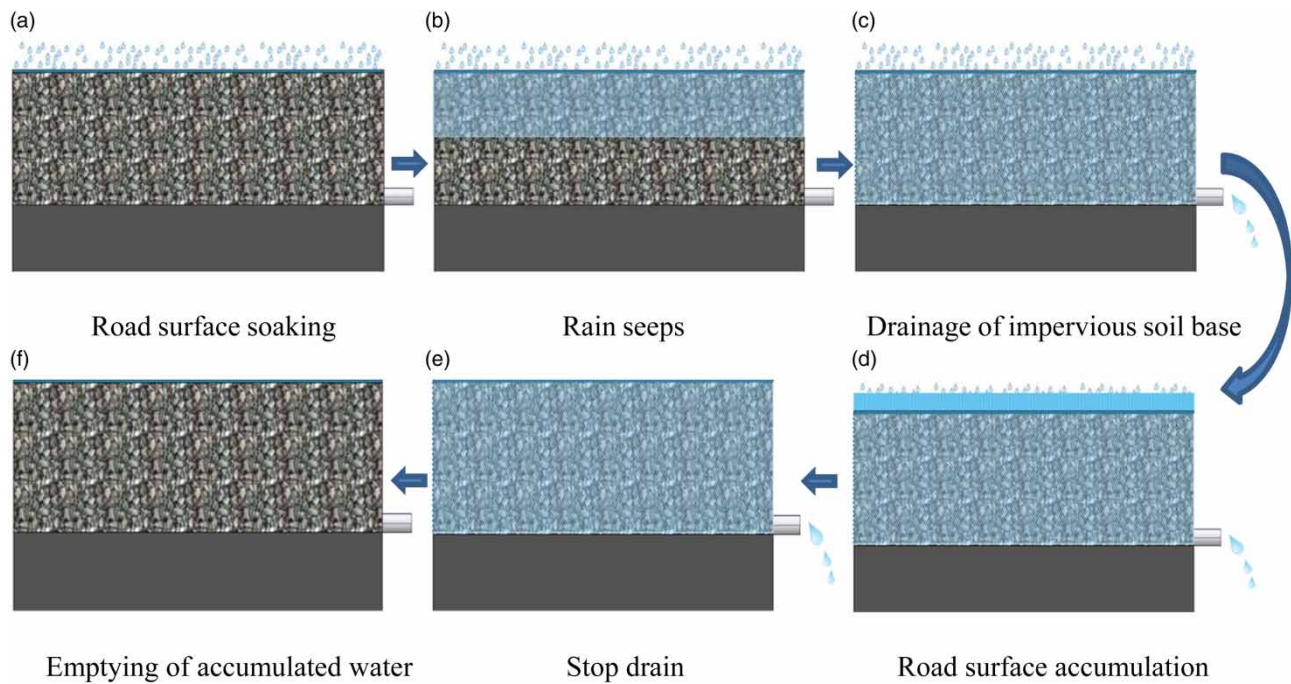 (a)
(b)
(c)
Road surface soaking
Rain seeps
Drainage of impervious soil base
(f)
(e)
(d)
Emptying of accumulated water
Stop drain
Road surface accumulation